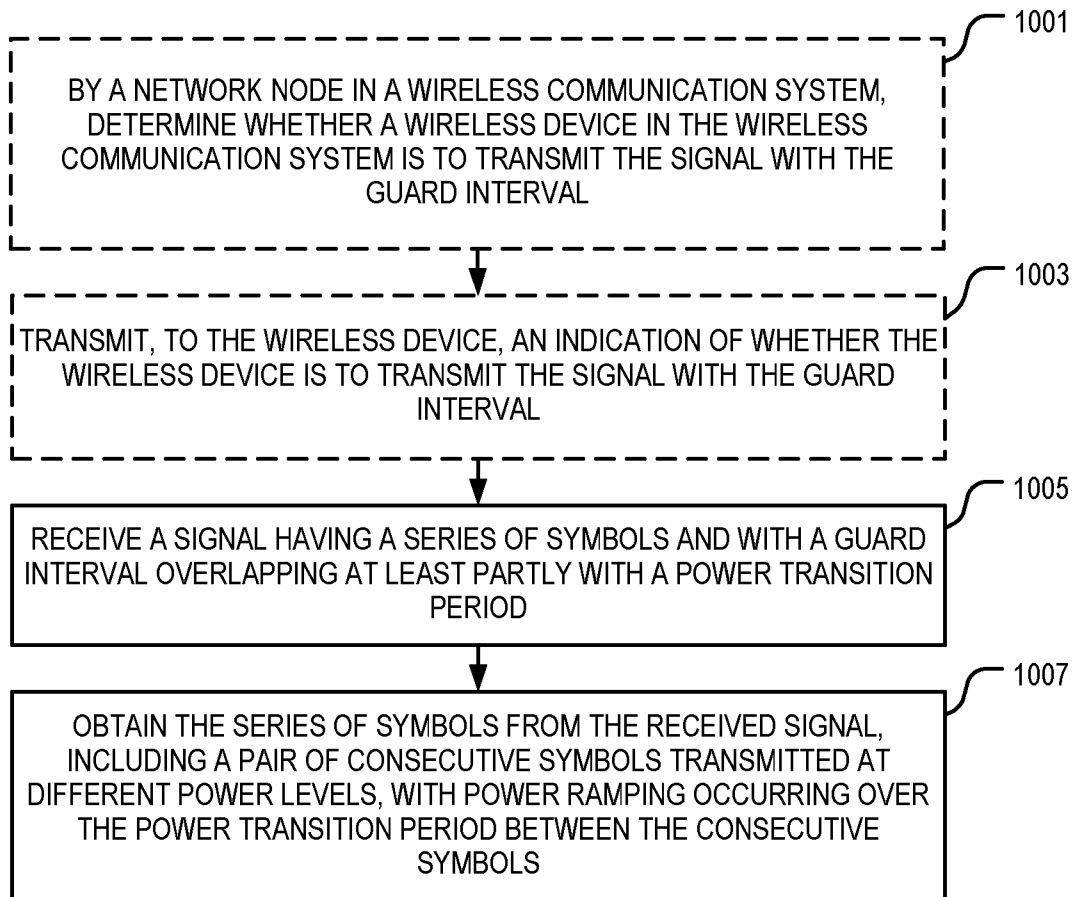 1001
BY A NETWORK NODE IN A WIRELESS COMMUNICATION SYSTEM,
DETERMINE WHETHER A WIRELESS DEVICE IN THE WIRELESS
COMMUNICATION SYSTEM IS TO TRANSMIT THE SIGNAL WITH THE
GUARD INTERVAL
1003
TRANSMIT, TO THE WIRELESS DEVICE, AN INDICATION OF WHETHER THE
WIRELESS DEVICE IS TO TRANSMIT THE SIGNAL WITH THE GUARD
INTERVAL
1005
RECEIVE A SIGNAL HAVING A SERIES OF SYMBOLS AND WITH A GUARD
INTERVAL OVERLAPPING AT LEAST PARTLY WITH A POWER TRANSITION
PERIOD
1007
OBTAIN THE SERIES OF SYMBOLS FROM THE RECEIVED SIGNAL,
INCLUDING A PAIR OF CONSECUTIVE SYMBOLS TRANSMITTED AT
DIFFERENT POWER LEVELS, WITH POWER RAMPING OCCURRING OVER
THE POWER TRANSITION PERIOD BETWEEN THE CONSECUTIVE
SYMBOLS